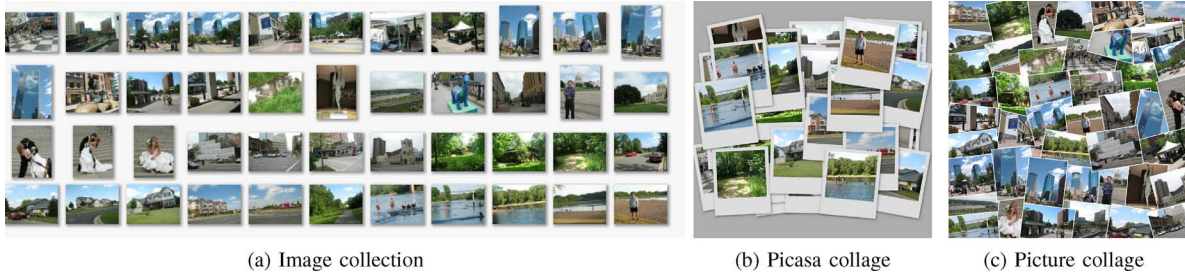 (a) Image collection
(b) Picasa collage
(c) Picture collage